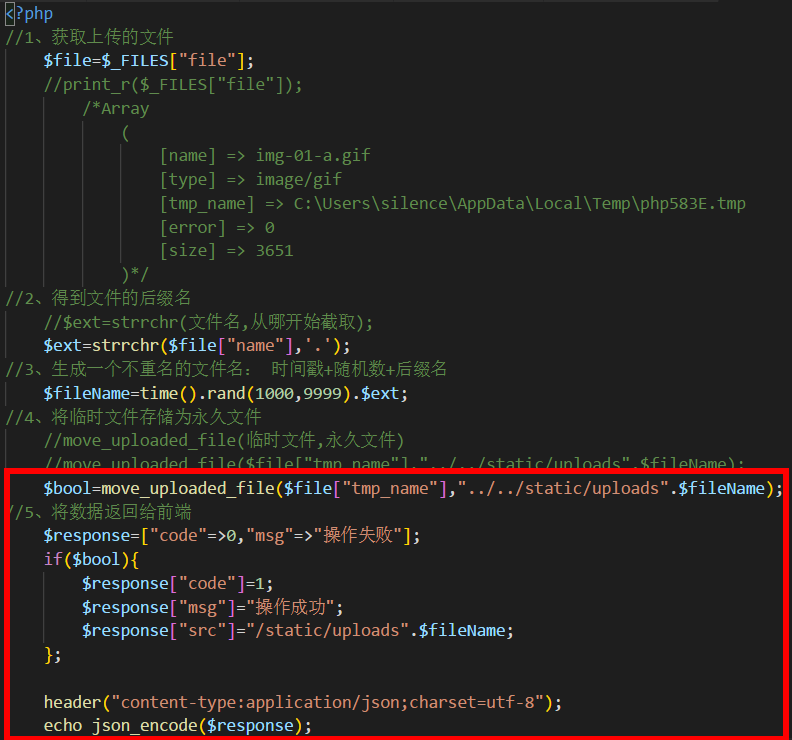 <?php
//1、获取上传的文件
$file=$_FILES["file"];
//print_r($_FILES["file"]);
/*Array
(
[name] => img-01-a.gif
[type] => image/gif
[tmp_name] => C:\Users\silence\AppData\Local\Temp\php583E.tmp
[error] => 0
[size] => 3651
)*/
//2、得到文件的后缀名
//$ext=strrchr(文件名,从哪开始截取);
$ext=strrchr($file["name"],'.');
//3、生成一个不重名的文件名： 时间戳+随机数+后缀名
$fileName=time().rand(1000,9999).$ext;
//4、将临时文件存储为永久文件
//move_uploaded_file(临时文件,永久文件)
//move_uploaded_file($file["tmp_name"],"../../static/uploads".$fileName);
$bool=move_uploaded_file($file["tmp_name"],"../../static/uploads".$fileName);
//5、将数据返回给前端
$response=["code"=>0,"msg"=>"操作失败"];
if($bool){
$response["code"]=1;
$response["msg"]="操作成功";
$response["src"]="/static/uploads".$fileName;
};
header("content-type:application/json;charset=utf-8");
echo json_encode($response);